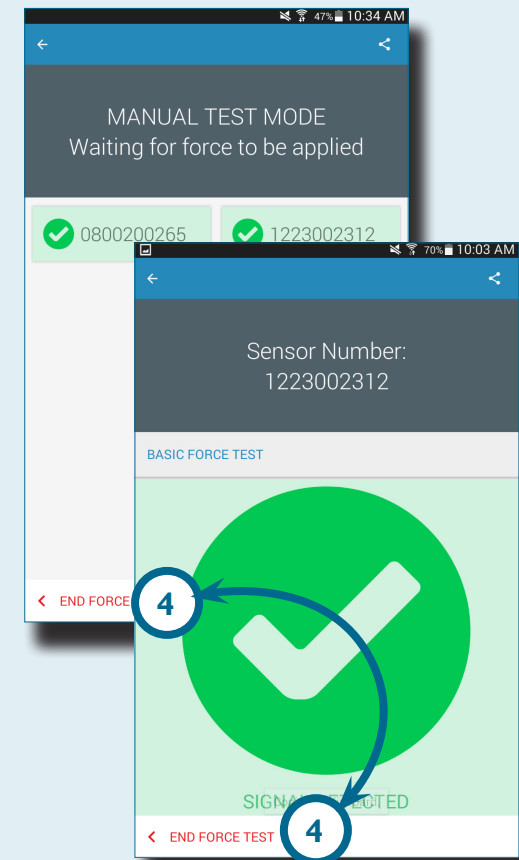 47% 10:34 AM
MANUAL TEST MODE
Waiting for force to be applied
0800200265
1223002312
END FORCE
4
70% 10:03 AM
Sensor Number:
1223002312
BASIC FORCE TEST
END FORCE TEST
4